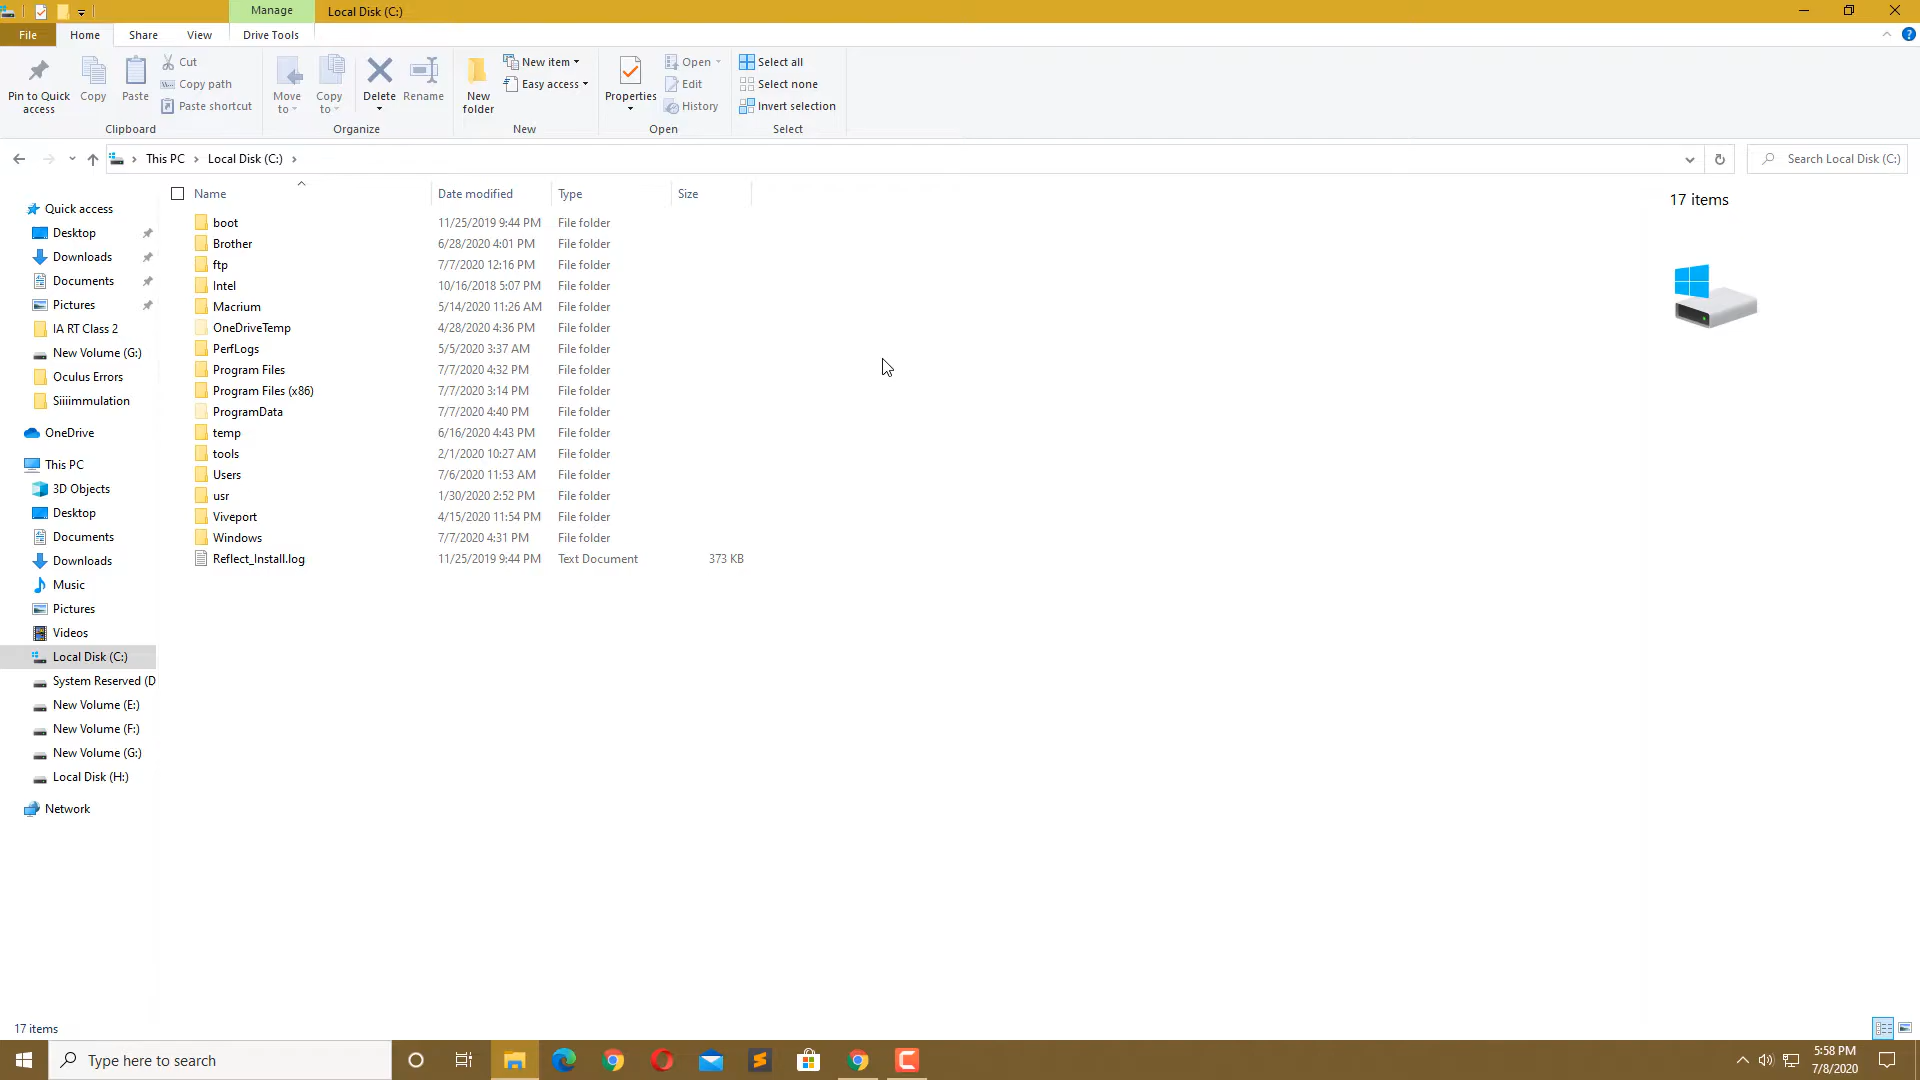 Manage
Local Disk (C:)
File
Home
Share
View
Drive Tools
Pin to Quick access
Copy
Paste
Cut
Copy path
Paste shortcut
Clipboard
Move to
Copy to
Delete
Rename
Organize
New folder
New item
Easy access
New
Properties
Open
Edit
History
Open
Select all
Select none
Invert selection
Select
This PC
Local Disk (C:)
Search Local Disk (C:)
Quick access
Desktop
Downloads
Documents
Pictures
IA RT Class 2
New Volume (G:)
Oculus Errors
Siiiimmulation
OneDrive
This PC
3D Objects
Desktop
Documents
Downloads
Music
Pictures
Videos
Local Disk (C:)
System Reserved (D
New Volume (E:)
New Volume (F:)
New Volume (G:)
Local Disk (H:)
Network
Name Date modified Type Size
boot 11/25/2019 9:44 PM File folder
Brother 6/28/2020 4:01 PM File folder
ftp 7/7/2020 12:16 PM File folder
Intel 10/16/2018 5:07 PM File folder
Macrium 5/14/2020 11:26 AM File folder
OneDriveTemp 4/28/2020 4:36 PM File folder
PerfLogs 5/5/2020 3:37 AM File folder
Program Files 7/7/2020 4:32 PM File folder
Program Files (x86) 7/7/2020 3:14 PM File folder
ProgramData 7/7/2020 4:40 PM File folder
temp 6/16/2020 4:43 PM File folder
tools 2/1/2020 10:27 AM File folder
Users 7/6/2020 11:53 AM File folder
usr 1/30/2020 2:52 PM File folder
Viveport 4/15/2020 11:54 PM File folder
Windows 7/7/2020 4:31 PM File folder
Reflect_Install.log 11/25/2019 9:44 PM Text Document 373 KB
17 items
17 items
Type here to search
5:58 PM
7/8/2020